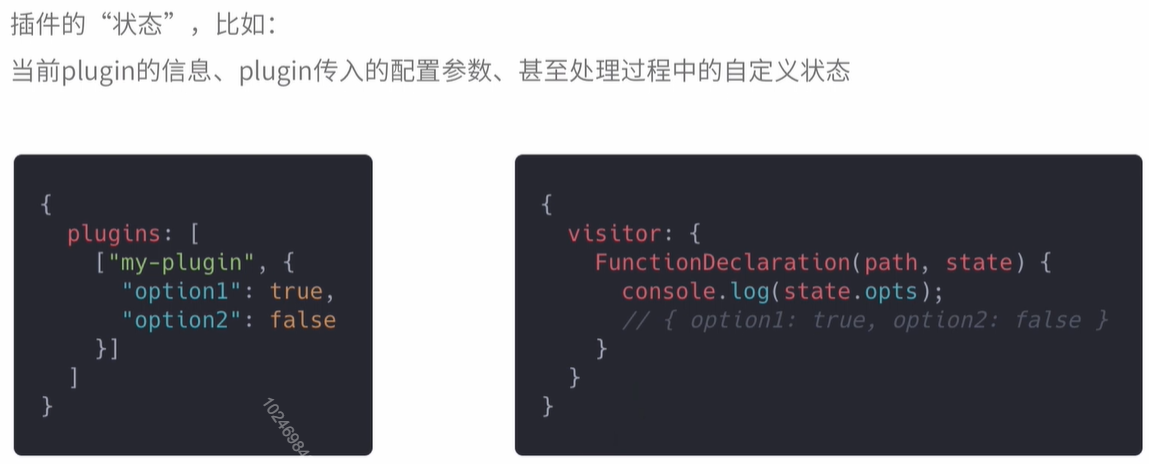 插件的“状态”，比如：
当前plugin的信息、plugin传入的配置参数、甚至处理过程中的自定义状态
{
  plugins: [
    ["my-plugin", {
      "option1": true,
      "option2": false
    }]
  ]
}
{
  visitor: {
    FunctionDeclaration(path, state) {
      console.log(state.opts);
      // { option1: true, option2: false }
    }
  }
}
10246984